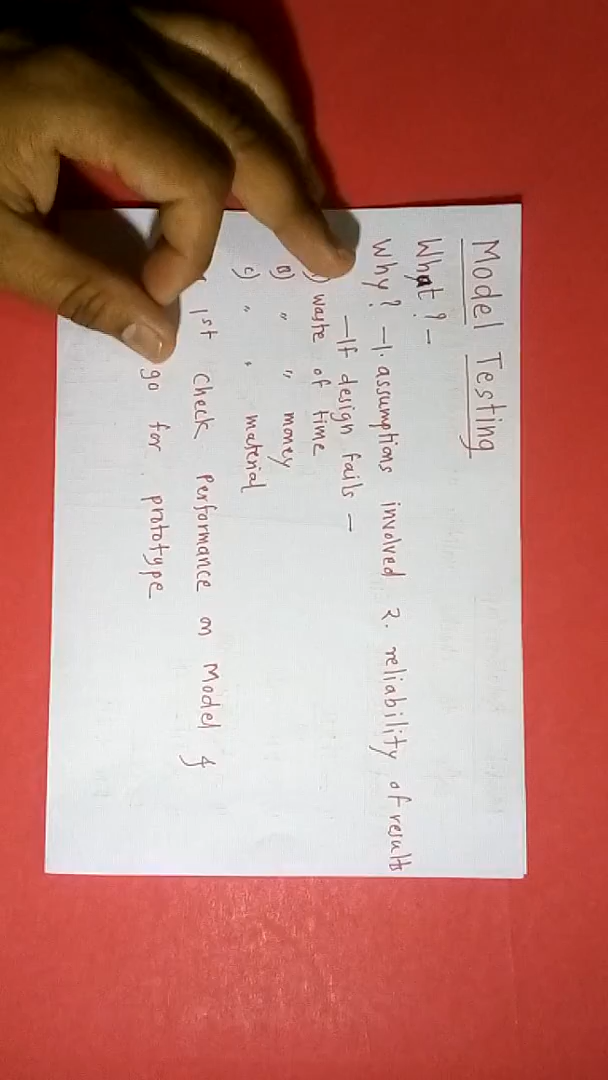 Model Testing
What? -
Why? - 1. assumptions involved 2. reliability of results
- If design fails -
) waste of time
B) " " money
c) " " material
1st check performance on model &
go for prototype